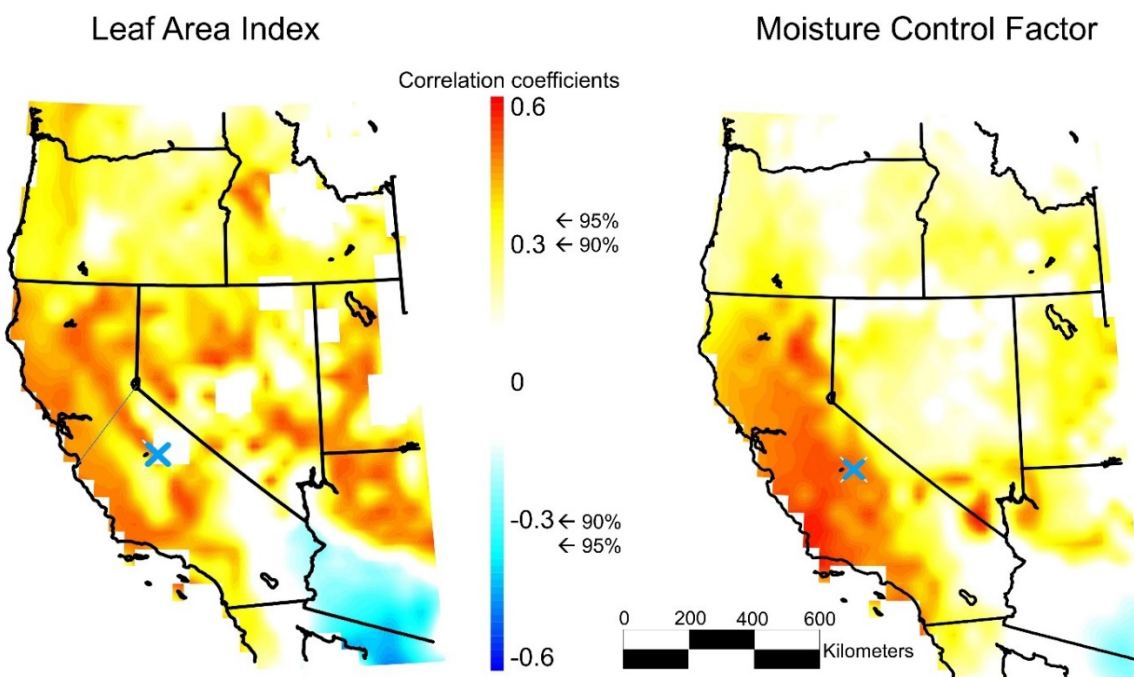 Leaf Area Index
Moisture Control Factor
Correlation coefficients
0.6
← 95%
0.3 ← 90%
0
-0.3 ← 90%
← 95%
-0.6
0 200 400 600
Kilometers